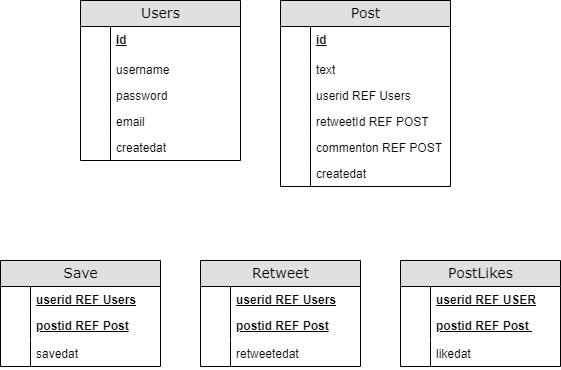 Users
id
username
password
email
createdat
Post
id
text
userid REF Users
retweetId REF POST
commenton REF POST
createdat
Save
userid REF Users
postid REF Post
savedat
Retweet
userid REF Users
postid REF Post
retweetedat
PostLikes
userid REF USER
postid REF Post
likedat